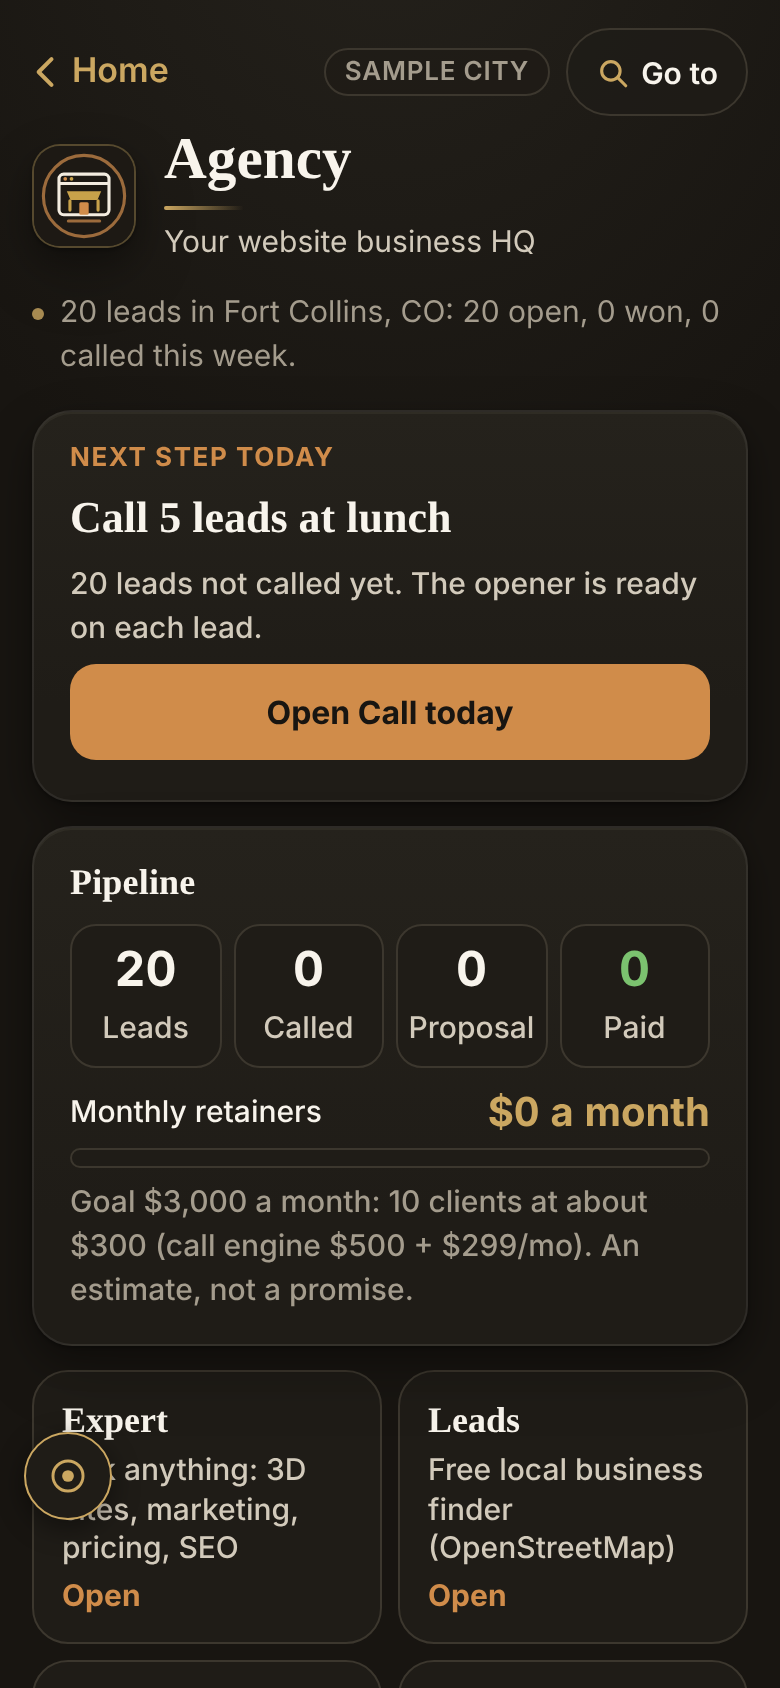 Home
SAMPLE CITY
Go to
Agency
Your website business HQ
20 leads in Fort Collins, CO: 20 open, 0 won, 0
called this week.
NEXT STEP TODAY
Call 5 leads at lunch
20 leads not called yet. The opener is ready
on each lead.
Open Call today
Pipeline
20
Leads
0
Called
0
Proposal
0
Paid
Monthly retainers
$0 a month
Goal $3,000 a month: 10 clients at about
$300 (call engine $500 + $299/mo). An
estimate, not a promise.
Expert
anything: 3D
marketing,
pricing, SEO
Open
Leads
Free local business
finder
(OpenStreetMap)
Open